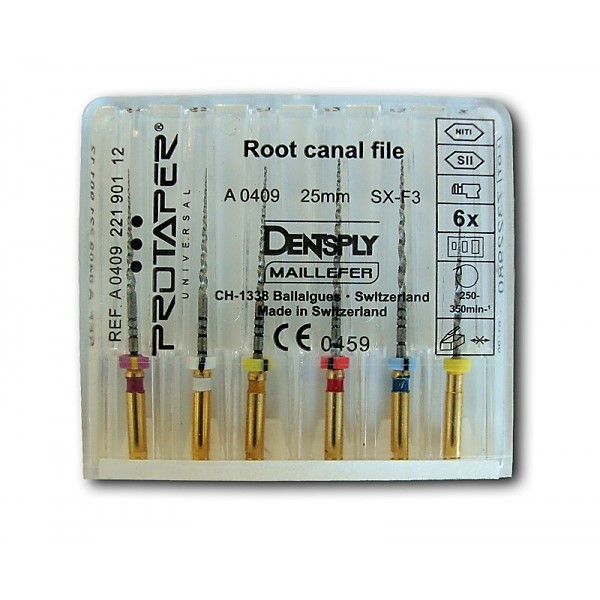 Root canal file
A 0409 25mm SX-F3
DENTSPLY
MAILLEFER
CH-1338 Ballaigues · Switzerland
Made in Switzerland
CE 0459
REF. A 0409 221 901 12
PROTAPER®
UNIVERSAL
NITI
SII
6x
250-
350min-¹